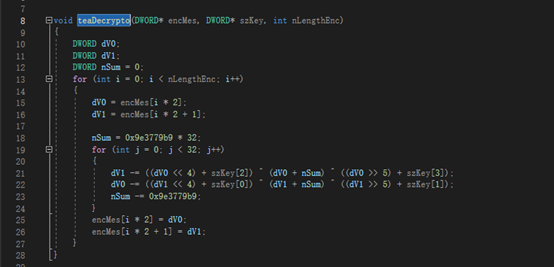 7
8 void teaDecrypto(DWORD* encMes, DWORD* szKey, int nLengthEnc)
9 {
10 DWORD dV0;
11 DWORD dV1;
12 DWORD nSum = 0;
13 for (int i = 0; i < nLengthEnc; i++)
14 {
15 dV0 = encMes[i * 2];
16 dV1 = encMes[i * 2 + 1];
17
18 nSum = 0x9e3779b9 * 32;
19 for (int j = 0; j < 32; j++)
20 {
21 dV1 -= ((dV0 << 4) + szKey[2]) ^ (dV0 + nSum) ^ ((dV0 >> 5) + szKey[3]);
22 dV0 -= ((dV1 << 4) + szKey[0]) ^ (dV1 + nSum) ^ ((dV1 >> 5) + szKey[1]);
23 nSum -= 0x9e3779b9;
24 }
25 encMes[i * 2] = dV0;
26 encMes[i * 2 + 1] = dV1;
27 }
28 }